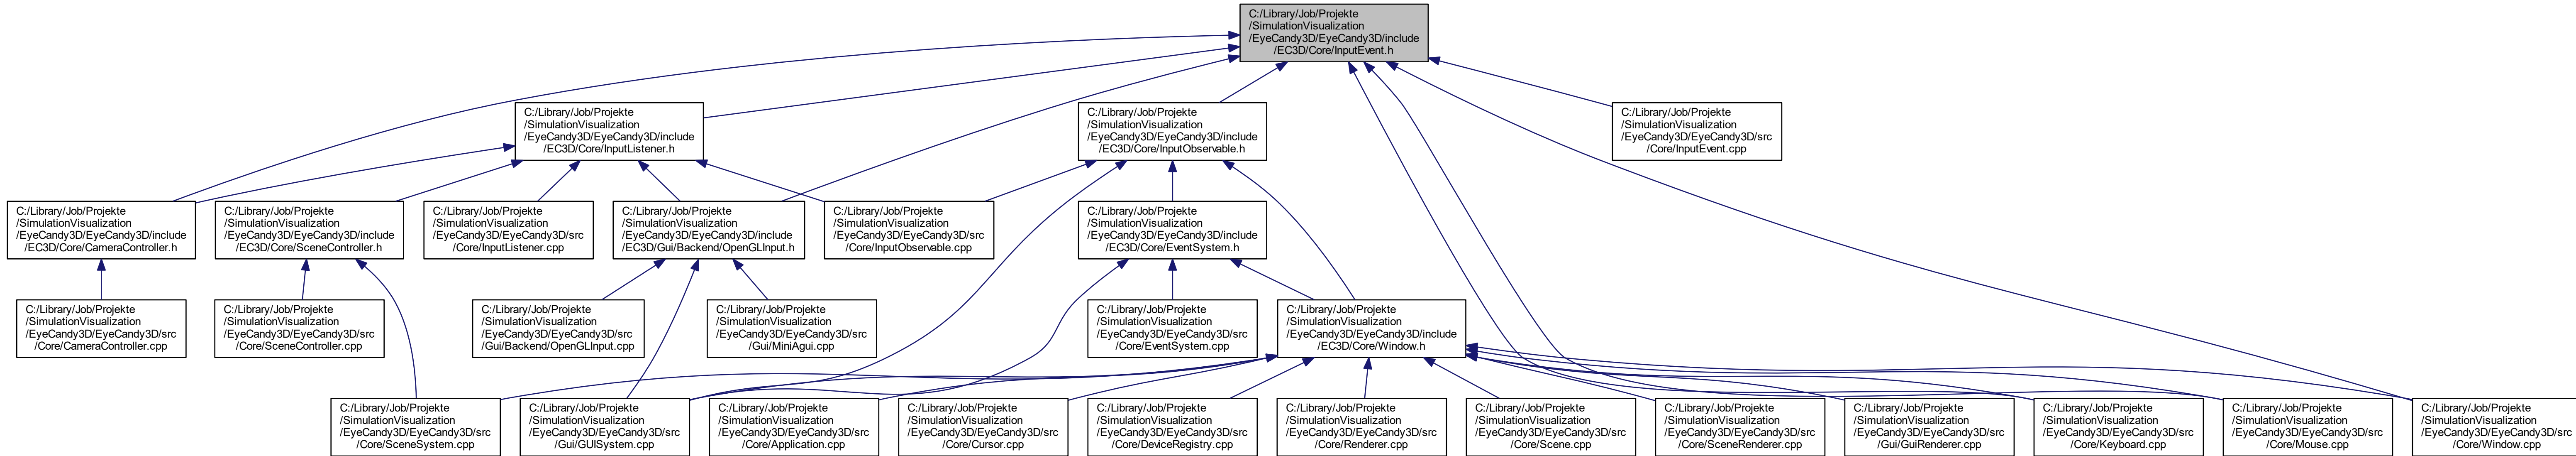 C:/Library/Job/Projekte
/SimulationVisualization
/EyeCandy3D/EyeCandy3D/include
/EC3D/Core/InputEvent.h
C:/Library/Job/Projekte
/SimulationVisualization
/EyeCandy3D/EyeCandy3D/include
/EC3D/Core/InputListener.h
C:/Library/Job/Projekte
/SimulationVisualization
/EyeCandy3D/EyeCandy3D/include
/EC3D/Core/InputObservable.h
C:/Library/Job/Projekte
/SimulationVisualization
/EyeCandy3D/EyeCandy3D/src
/Core/InputEvent.cpp
C:/Library/Job/Projekte
/SimulationVisualization
/EyeCandy3D/EyeCandy3D/include
/EC3D/Core/CameraController.h
C:/Library/Job/Projekte
/SimulationVisualization
/EyeCandy3D/EyeCandy3D/include
/EC3D/Core/SceneController.h
C:/Library/Job/Projekte
/SimulationVisualization
/EyeCandy3D/EyeCandy3D/src
/Core/InputListener.cpp
C:/Library/Job/Projekte
/SimulationVisualization
/EyeCandy3D/EyeCandy3D/include
/EC3D/Gui/Backend/OpenGLInput.h
C:/Library/Job/Projekte
/SimulationVisualization
/EyeCandy3D/EyeCandy3D/src
/Core/InputObservable.cpp
C:/Library/Job/Projekte
/SimulationVisualization
/EyeCandy3D/EyeCandy3D/include
/EC3D/Core/EventSystem.h
C:/Library/Job/Projekte
/SimulationVisualization
/EyeCandy3D/EyeCandy3D/src
/Core/CameraController.cpp
C:/Library/Job/Projekte
/SimulationVisualization
/EyeCandy3D/EyeCandy3D/src
/Core/SceneController.cpp
C:/Library/Job/Projekte
/SimulationVisualization
/EyeCandy3D/EyeCandy3D/src
/Gui/Backend/OpenGLInput.cpp
C:/Library/Job/Projekte
/SimulationVisualization
/EyeCandy3D/EyeCandy3D/src
/Gui/MiniAgui.cpp
C:/Library/Job/Projekte
/SimulationVisualization
/EyeCandy3D/EyeCandy3D/src
/Core/EventSystem.cpp
C:/Library/Job/Projekte
/SimulationVisualization
/EyeCandy3D/EyeCandy3D/include
/EC3D/Core/Window.h
C:/Library/Job/Projekte
/SimulationVisualization
/EyeCandy3D/EyeCandy3D/src
/Core/SceneSystem.cpp
C:/Library/Job/Projekte
/SimulationVisualization
/EyeCandy3D/EyeCandy3D/src
/Gui/GUISystem.cpp
C:/Library/Job/Projekte
/SimulationVisualization
/EyeCandy3D/EyeCandy3D/src
/Core/Application.cpp
C:/Library/Job/Projekte
/SimulationVisualization
/EyeCandy3D/EyeCandy3D/src
/Core/Cursor.cpp
C:/Library/Job/Projekte
/SimulationVisualization
/EyeCandy3D/EyeCandy3D/src
/Core/DeviceRegistry.cpp
C:/Library/Job/Projekte
/SimulationVisualization
/EyeCandy3D/EyeCandy3D/src
/Core/Renderer.cpp
C:/Library/Job/Projekte
/SimulationVisualization
/EyeCandy3D/EyeCandy3D/src
/Core/Scene.cpp
C:/Library/Job/Projekte
/SimulationVisualization
/EyeCandy3D/EyeCandy3D/src
/Core/SceneRenderer.cpp
C:/Library/Job/Projekte
/SimulationVisualization
/EyeCandy3D/EyeCandy3D/src
/Gui/GuiRenderer.cpp
C:/Library/Job/Projekte
/SimulationVisualization
/EyeCandy3D/EyeCandy3D/src
/Core/Keyboard.cpp
C:/Library/Job/Projekte
/SimulationVisualization
/EyeCandy3D/EyeCandy3D/src
/Core/Mouse.cpp
C:/Library/Job/Projekte
/SimulationVisualization
/EyeCandy3D/EyeCandy3D/src
/Core/Window.cpp